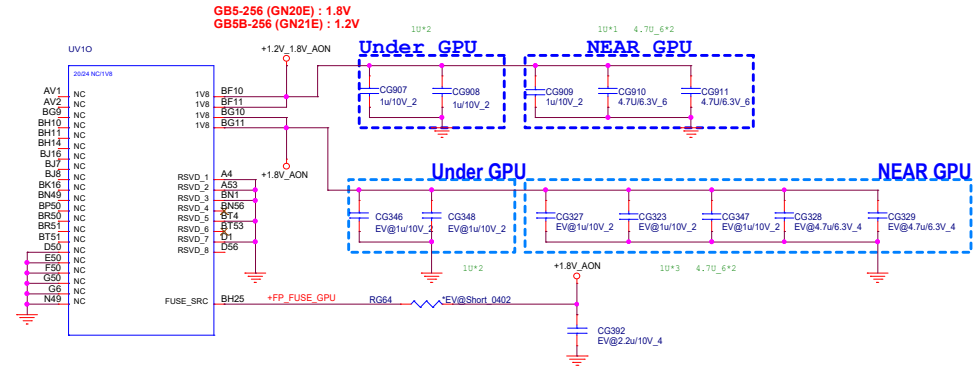 GB5-256 (GN20E) : 1.8V
GB5B-256 (GN21E) : 1.2V
1U*2
1U*1 4.7U_6*2
UV1O
+1.2V_1.8V_AON
Under GPU
NEAR GPU
20/24 NC/1V8
AV1 NC
AV2 NC
BG9 NC
BH10 NC
BH11 NC
BH14 NC
BJ16 NC
BJ7 NC
BJ8 NC
BK16 NC
BN49 NC
BP50 NC
BR50 NC
BR51 NC
BT51 NC
D50 NC
E50 NC
F50 NC
G50 NC
G6 NC
N49 NC
1V8 BF10
1V8 BF11
1V8 BG10
1V8 BG11
RSVD_1 A4
RSVD_2 A53
RSVD_3 BN1
RSVD_4 BN56
RSVD_5 BT4
RSVD_6 BT53
RSVD_7 D1
RSVD_8 D56
FUSE_SRC BH25
CG907
1u/10V_2
CG908
1u/10V_2
CG909
1u/10V_2
CG910
4.7U/6.3V_6
CG911
4.7U/6.3V_6
+1.8V_AON
Under GPU
NEAR GPU
CG346
EV@1u/10V_2
CG348
EV@1u/10V_2
CG327
EV@1u/10V_2
CG323
EV@1u/10V_2
CG347
EV@1u/10V_2
CG328
EV@4.7u/6.3V_4
CG329
EV@4.7u/6.3V_4
1U*2
1U*3 4.7U_6*2
+1.8V_AON
+FP_FUSE_GPU
RG64
*EV@Short_0402
CG392
EV@2.2u/10V_4